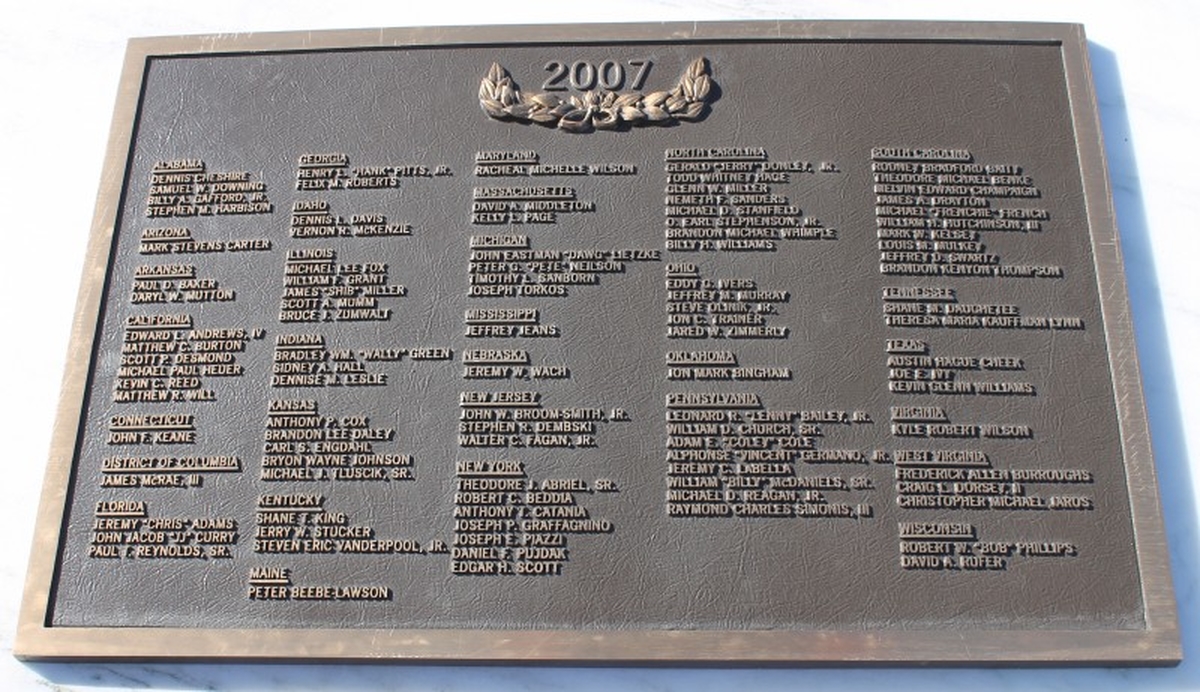 2007
ALABAMA
DENNIS CHESHIRE
SAMUEL W. DOWNING
BILLY A. GAFFORD, JR.
STEPHEN M. HARBISON
ARIZONA
MARK STEVENS CARTER
ARKANSAS
PAUL D. BAKER
DARYL W. MUTTON
CALIFORNIA
EDWARD L. ANDREWS, IV
MATTHEW C. BURTON
SCOTT P. DESMOND
MICHAEL PAUL HEUER
KEVIN C. REED
MATTHEW R. WILL
CONNECTICUT
JOHN F. KEANE
DISTRICT OF COLUMBIA
JAMES McRAE, III
FLORIDA
JEREMY "CHRIS" ADAMS
JOHN JACOB "JJ" CURRY
PAUL T. REYNOLDS, SR.
GEORGIA
HENRY L. "HANK" PITTS, JR.
FELIX M. ROBERTS
IDAHO
DENNIS L. DAVIS
VERNON R. McKENZIE
ILLINOIS
MICHAEL LEE FOX
WILLIAM F. GRANT
JAMES "SHIB" MILLER
SCOTT A. MUMM
BRUCE J. ZUMWALT
INDIANA
BRADLEY WM. "WALLY" GREEN
SIDNEY A. HALL
DENNISE M. LESLIE
KANSAS
ANTHONY P. COX
BRANDON LEE DALEY
CARL S. ENGDAHL
BRYON WAYNE JOHNSON
MICHAEL J. TLUSCIK, SR.
KENTUCKY
SHANE T. KING
JERRY W. STUCKER
STEVEN ERIC VANDERPOOL, JR.
MAINE
PETER BEEBE-LAWSON
MARYLAND
RACHEAL MICHELLE WILSON
MASSACHUSETTS
DAVID A. MIDDLETON
KELLY L. PAGE
MICHIGAN
JOHN EASTMAN "DAWG" LIETZKE
PETER G. "PETE" NEILSON
TIMOTHY L. SANBORN
JOSEPH TORKOS
MISSISSIPPI
JEFFREY JEANS
NEBRASKA
JEREMY W. WACH
NEW JERSEY
JOHN W. BROOM-SMITH, JR.
STEPHEN R. DEMBSKI
WALTER C. FAGAN, JR.
NEW YORK
THEODORE J. ABRIEL, SR.
ROBERT C. BEDDIA
ANTHONY T. CATANIA
JOSEPH P. GRAFFAGNINO
JOSEPH E. PIAZZI
DANIEL F. PUJDAK
EDGAR H. SCOTT
NORTH CAROLINA
GERALD "JERRY" DONLEY, JR.
TODD WHITNEY HAGE
GLENN W. MILLER
NEMETH F. SANDERS
MICHAEL D. STANFIELD
D. EARL STEPHENSON, JR.
BRANDON MICHAEL WHIMPLE
BILLY H. WILLIAMS
OHIO
EDDY G. IVERS
JEFFREY M. MURRAY
STEVE OLINIK, JR.
JON C. TRAINER
JARED W. ZIMMERLY
OKLAHOMA
JON MARK BINGHAM
PENNSYLVANIA
LEONARD R. "LENNY" BAILEY, JR.
WILLIAM D. CHURCH, SR.
ADAM E. "COLEY" COLE
ALPHONSE "VINCENT" GERMANO, JR.
JEREMY C. LABELLA
WILLIAM "BILLY" McDANIELS, SR.
MICHAEL D. REAGAN, JR.
RAYMOND CHARLES SIMONIS, III
SOUTH CAROLINA
RODNEY BRADFORD BAITY
THEODORE MICHAEL BENKE
MELVIN EDWARD CHAMPAIGN
JAMES A. DRAYTON
MICHAEL "FRENCHIE" FRENCH
WILLIAM H. HUTCHINSON, III
MARK W. KELSEY
LOUIS M. MULKEY
JEFFREY D. SWARTZ
BRANDON KENYON THOMPSON
TENNESSEE
SHANE M. DAUGHETEE
THERESA MARIA KAUFFMAN LYNN
TEXAS
AUSTIN HAGUE CHEEK
JOE E. IVY
KEVIN GLENN WILLIAMS
VIRGINIA
KYLE ROBERT WILSON
WEST VIRGINIA
FREDERICK ALLEN BURROUGHS
CRAIG L. DORSEY, II
CHRISTOPHER MICHAEL JAROS
WISCONSIN
ROBERT W. "BOB" PHILLIPS
DAVID A. ROFER